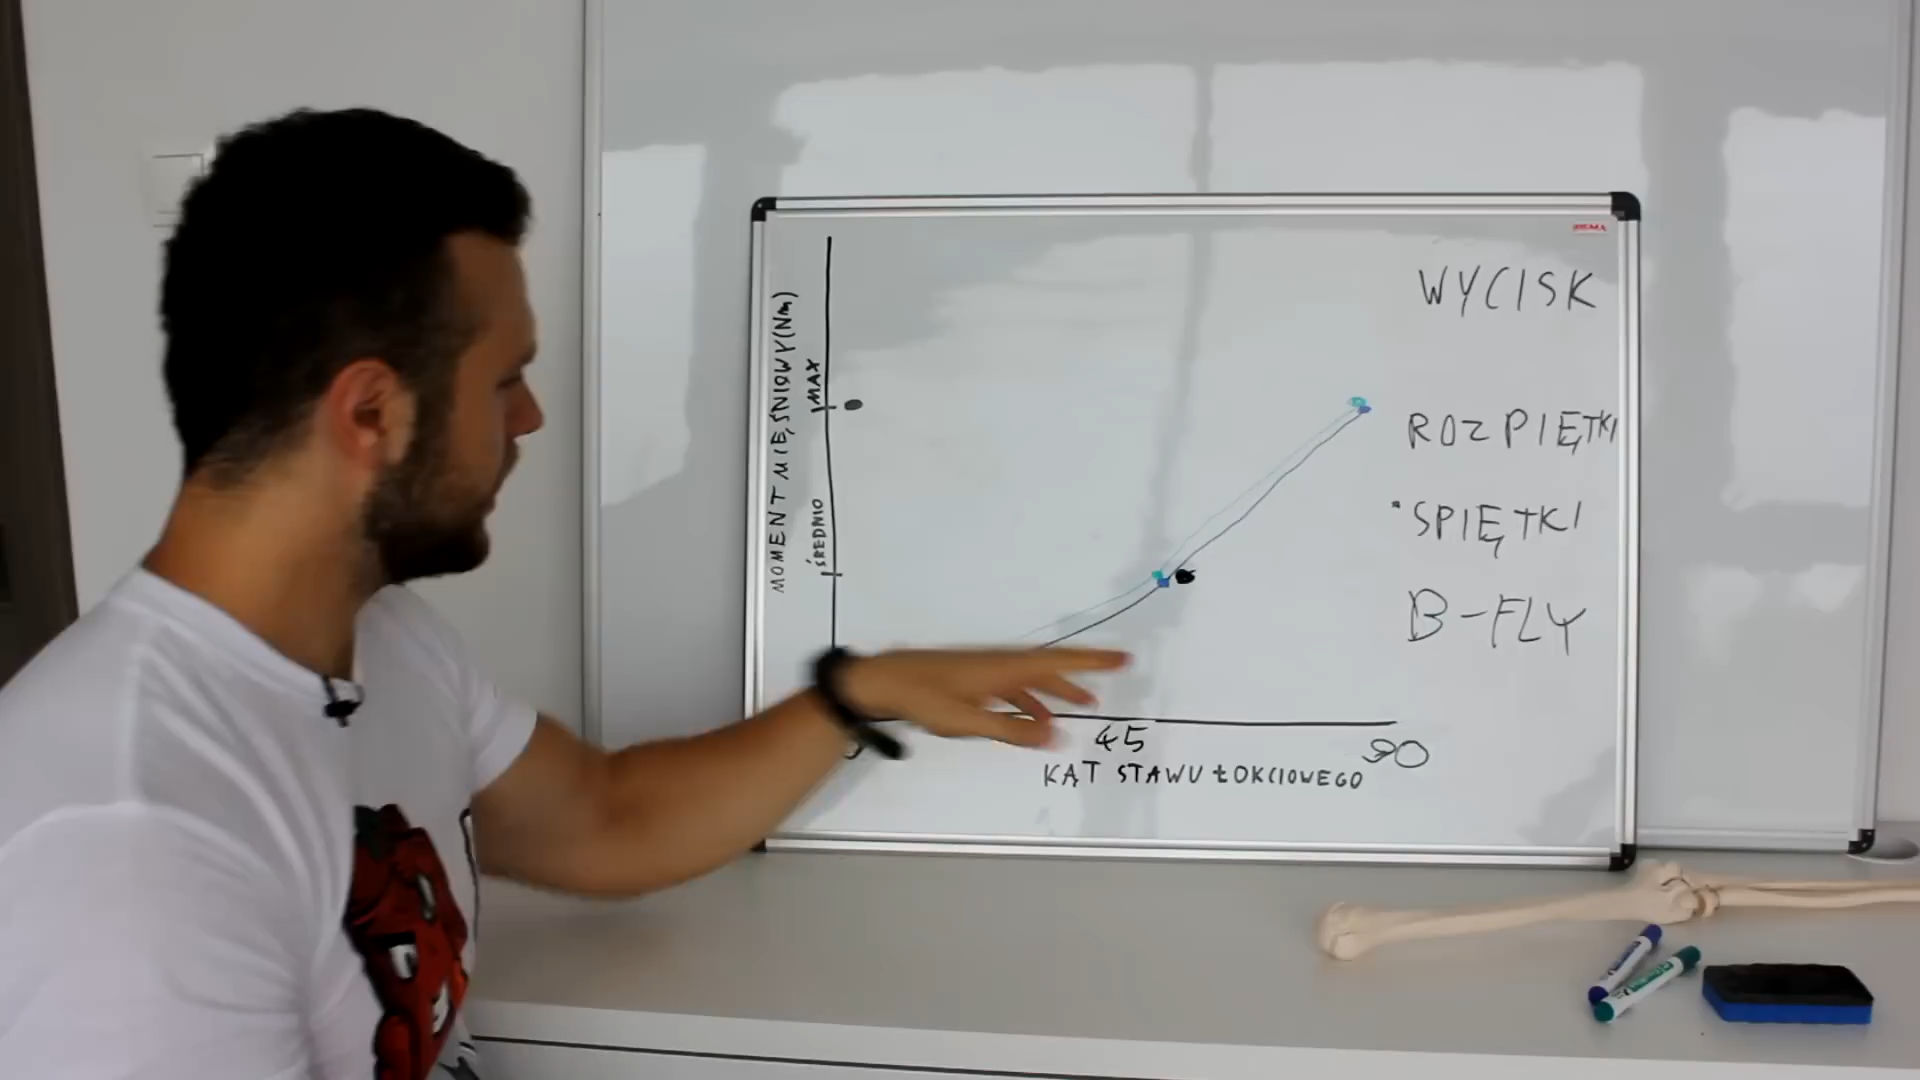 MOMENT MIĘŚNIOWY (Nm)
MAX
ŚREDNIO
45
90
KĄT STAWU ŁOKCIOWEGO
WYCISK
ROZPIĘTKI
SPIĘTKI
B-FLY